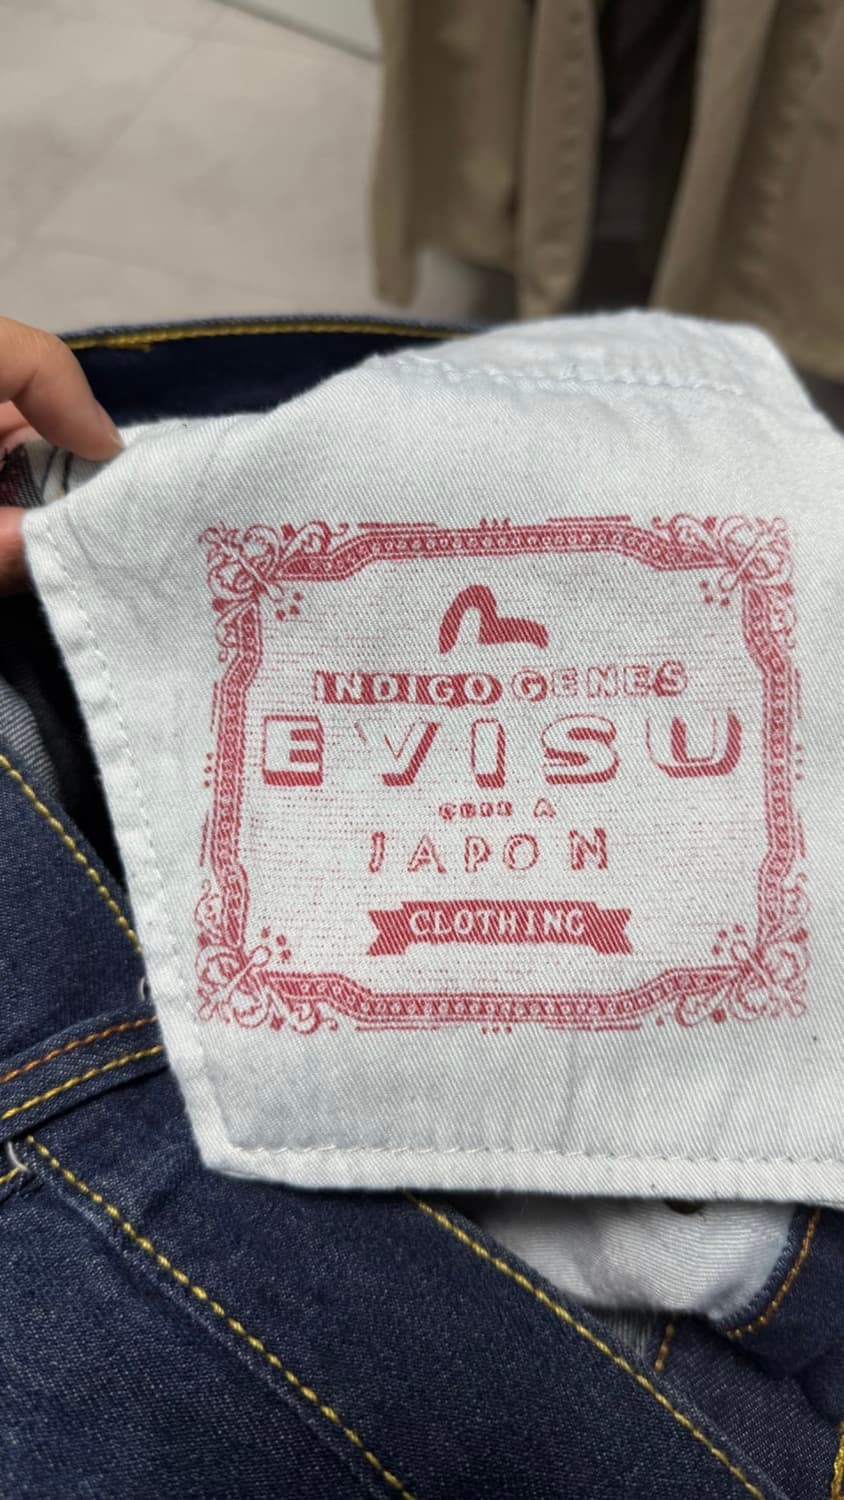 INDIGO GENES
EVISU
A
JAPON
CLOTHING